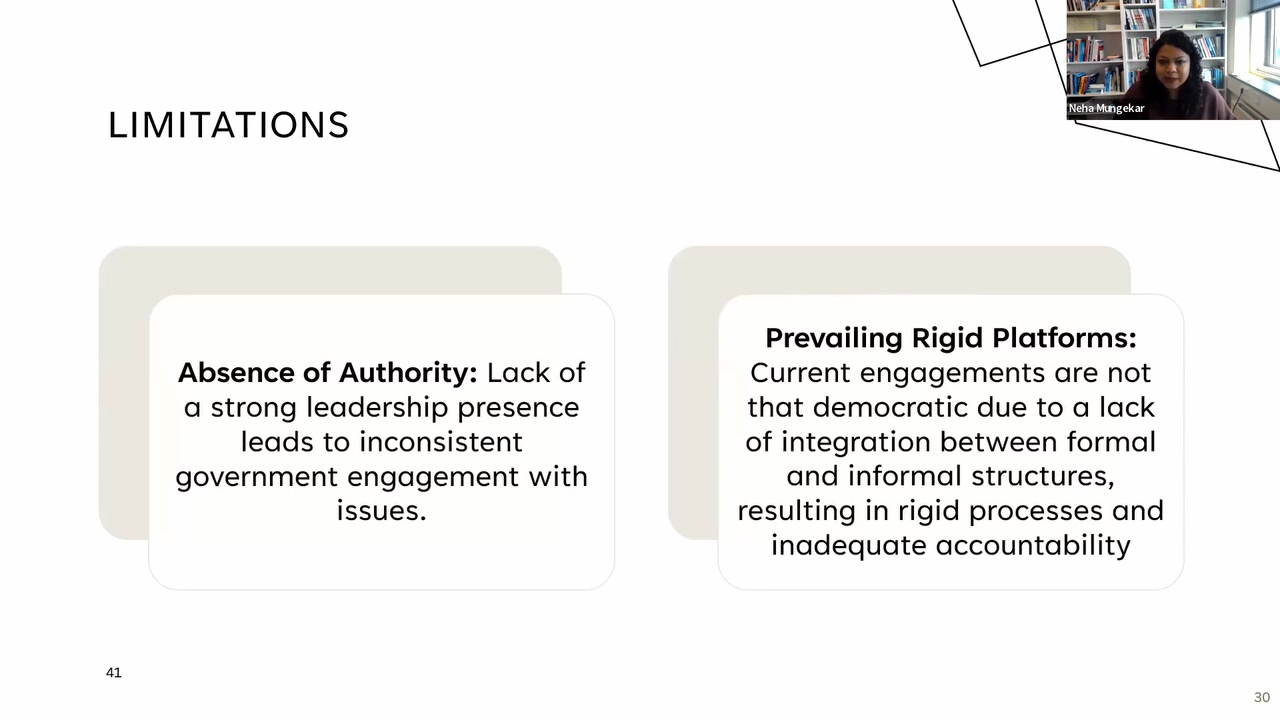 Neha Mungekar
LIMITATIONS
Absence of Authority: Lack of
a strong leadership presence
leads to inconsistent
government engagement with
issues.
Prevailing Rigid Platforms:
Current engagements are not
that democratic due to a lack
of integration between formal
and informal structures,
resulting in rigid processes and
inadequate accountability
41
30